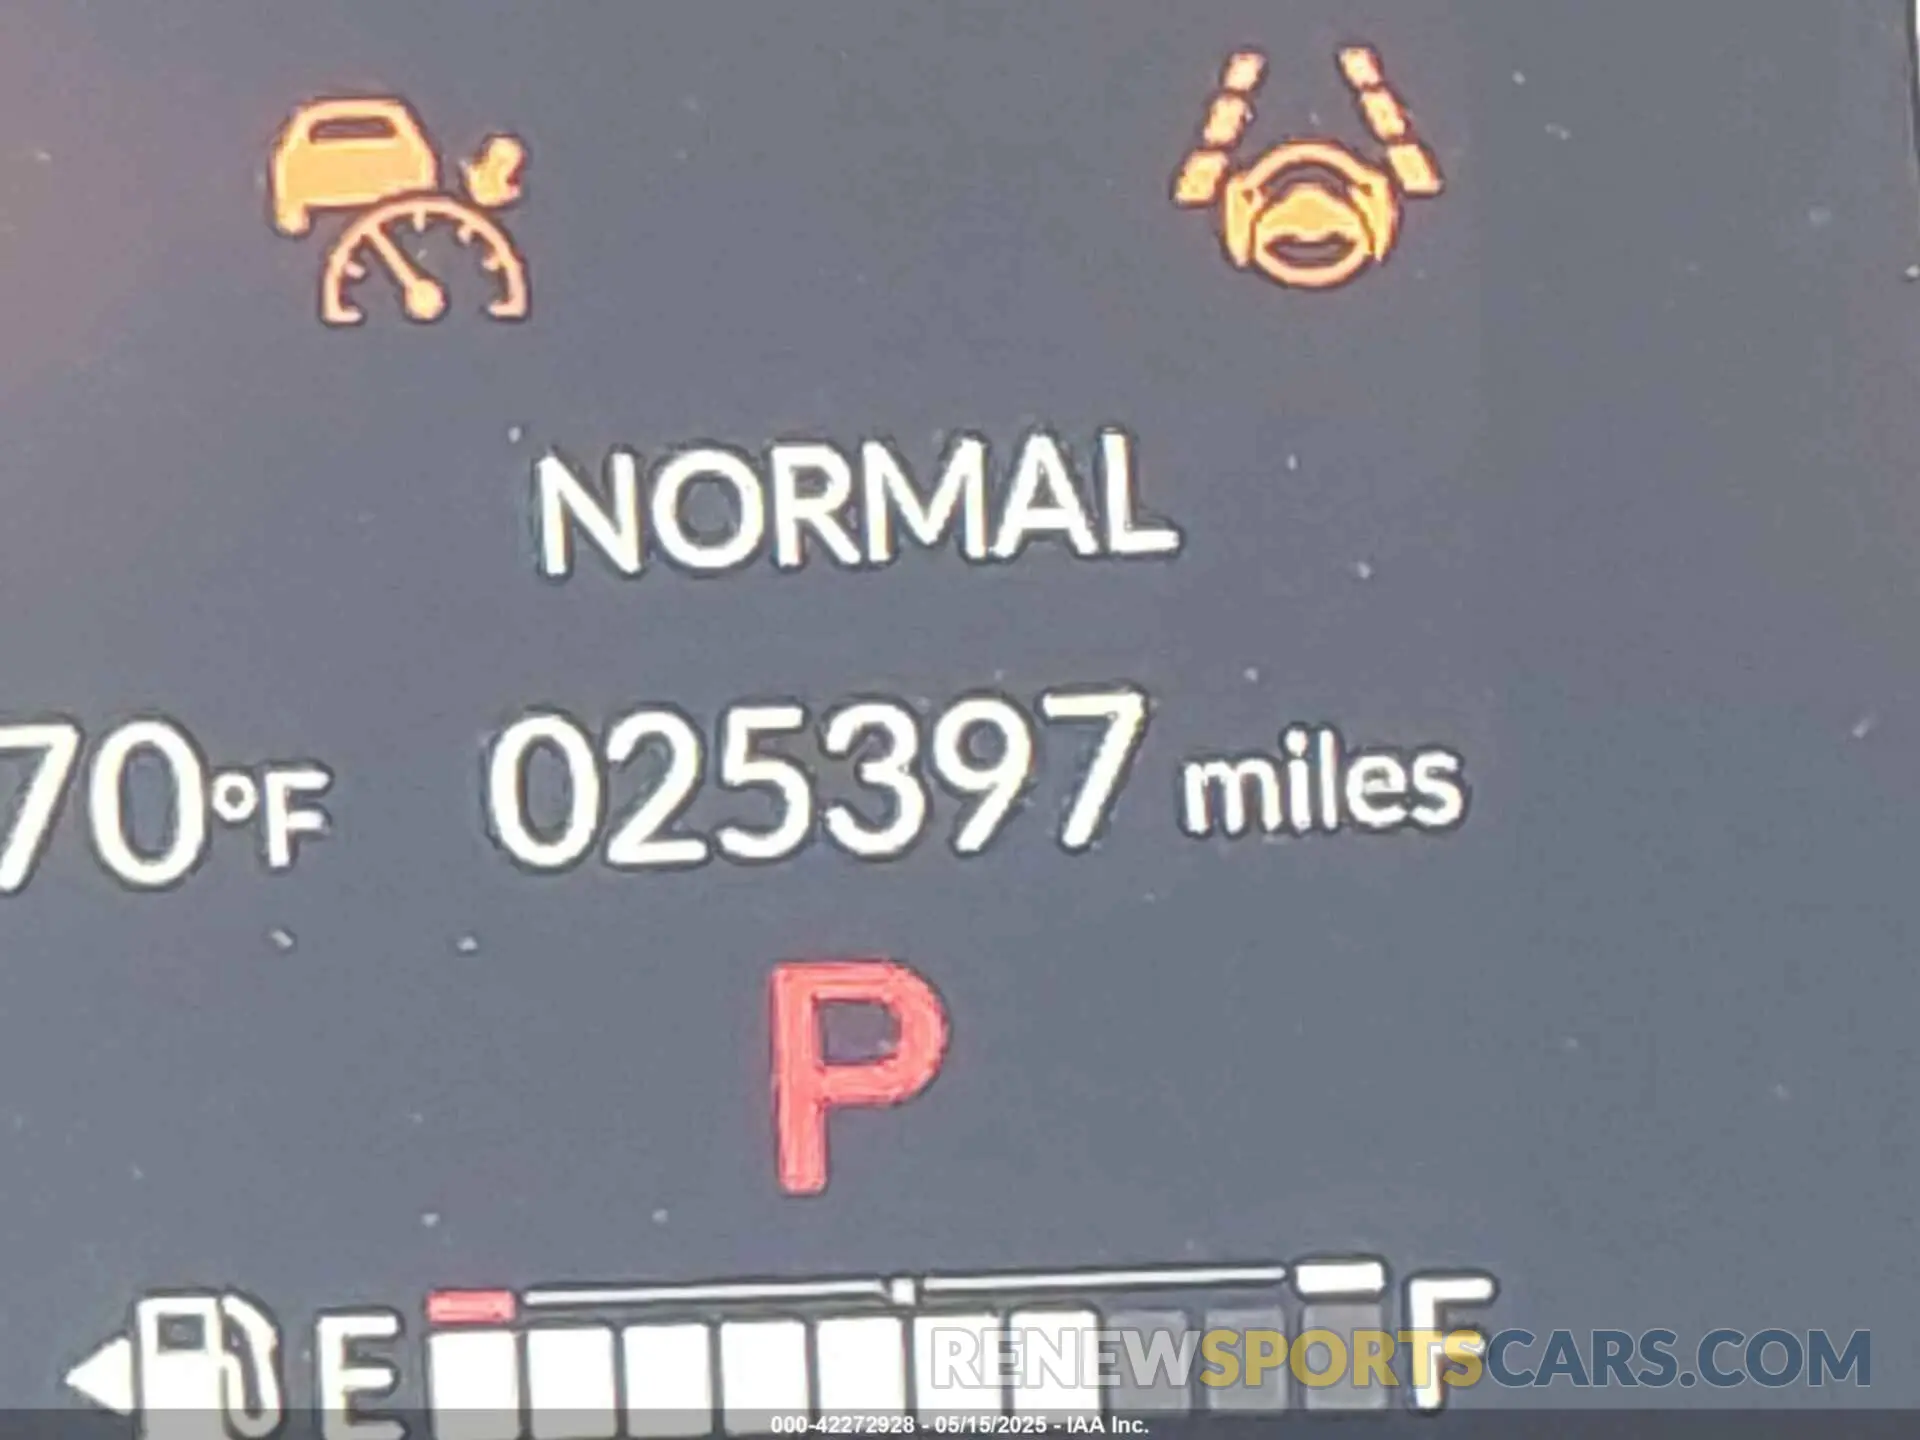 NORMAL
70°F 025397 miles
P
E F
RENEWSPORTSCARS.COM
000-42272928 - 05/15/2025 - IAA Inc.